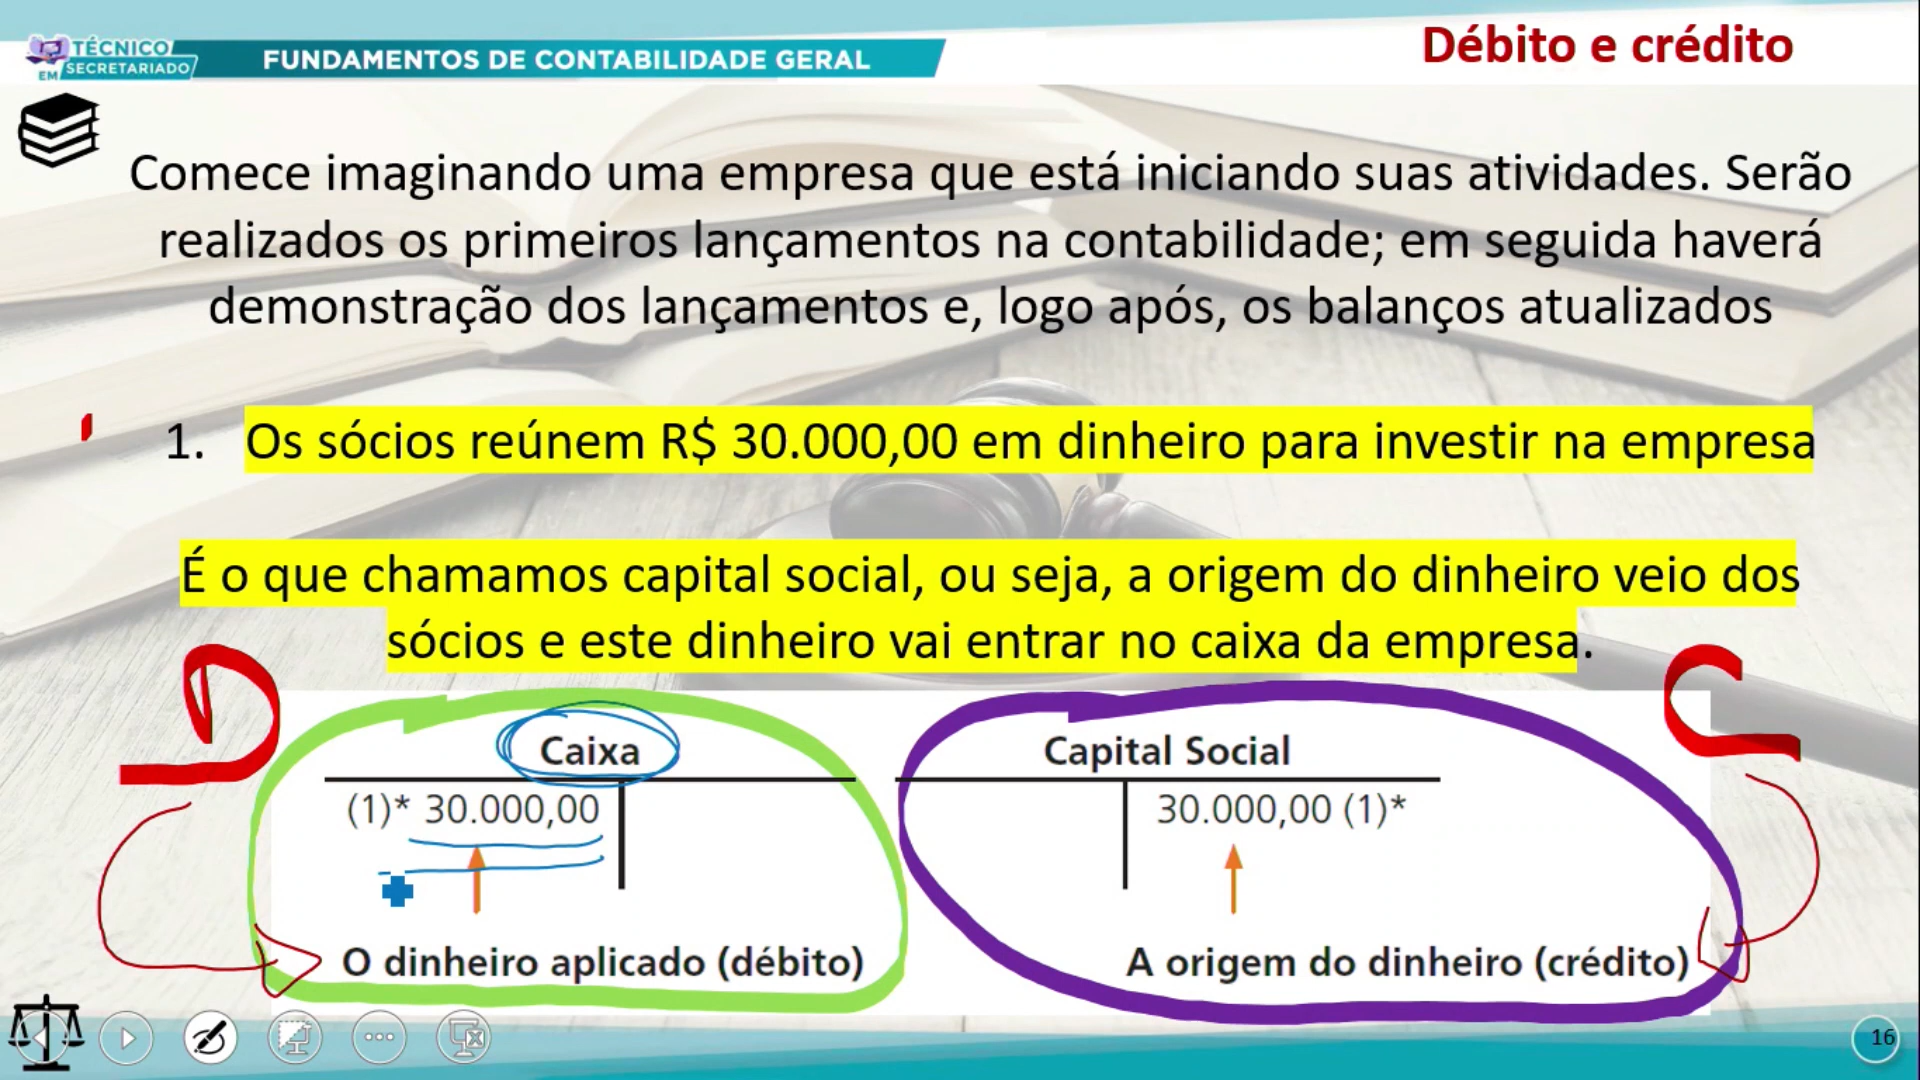 TÉCNICO
EM SECRETARIADO
FUNDAMENTOS DE CONTABILIDADE GERAL
Débito e crédito
Comece imaginando uma empresa que está iniciando suas atividades. Serão
realizados os primeiros lançamentos na contabilidade; em seguida haverá
demonstração dos lançamentos e, logo após, os balanços atualizados
1. Os sócios reúnem R$ 30.000,00 em dinheiro para investir na empresa
É o que chamamos capital social, ou seja, a origem do dinheiro veio dos
sócios e este dinheiro vai entrar no caixa da empresa.
D
C
Caixa
Capital Social
(1)* 30.000,00
30.000,00 (1)*
O dinheiro aplicado (débito)
A origem do dinheiro (crédito)
16